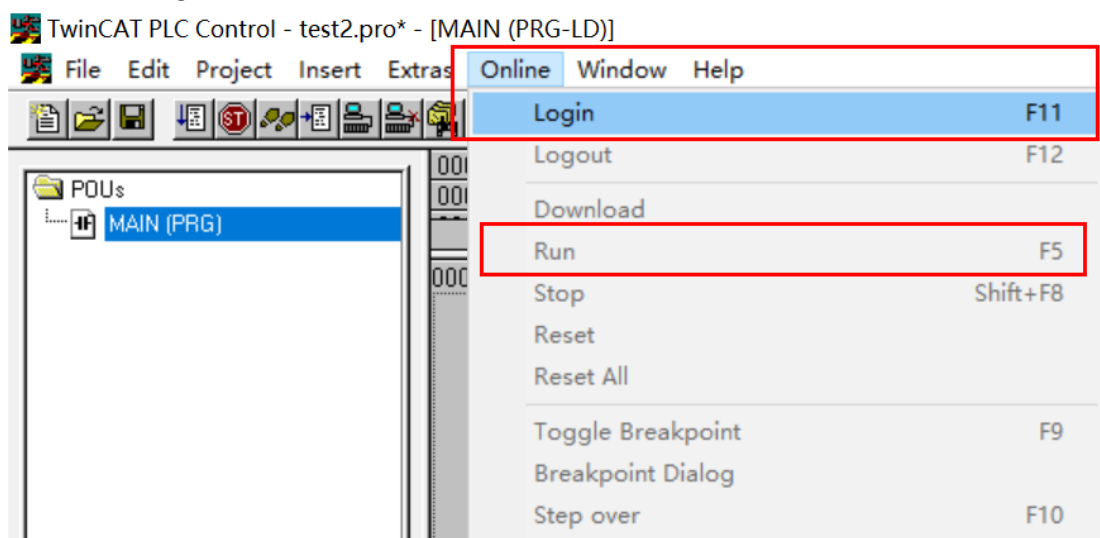 TwinCAT PLC Control - test2.pro* - [MAIN (PRG-LD)]
File Edit Project Insert Extras Online Window Help
ST
Login F11
Logout F12
Download
Run F5
Stop Shift+F8
Reset
Reset All
Toggle Breakpoint F9
Breakpoint Dialog
Step over F10
POUs
MAIN (PRG)